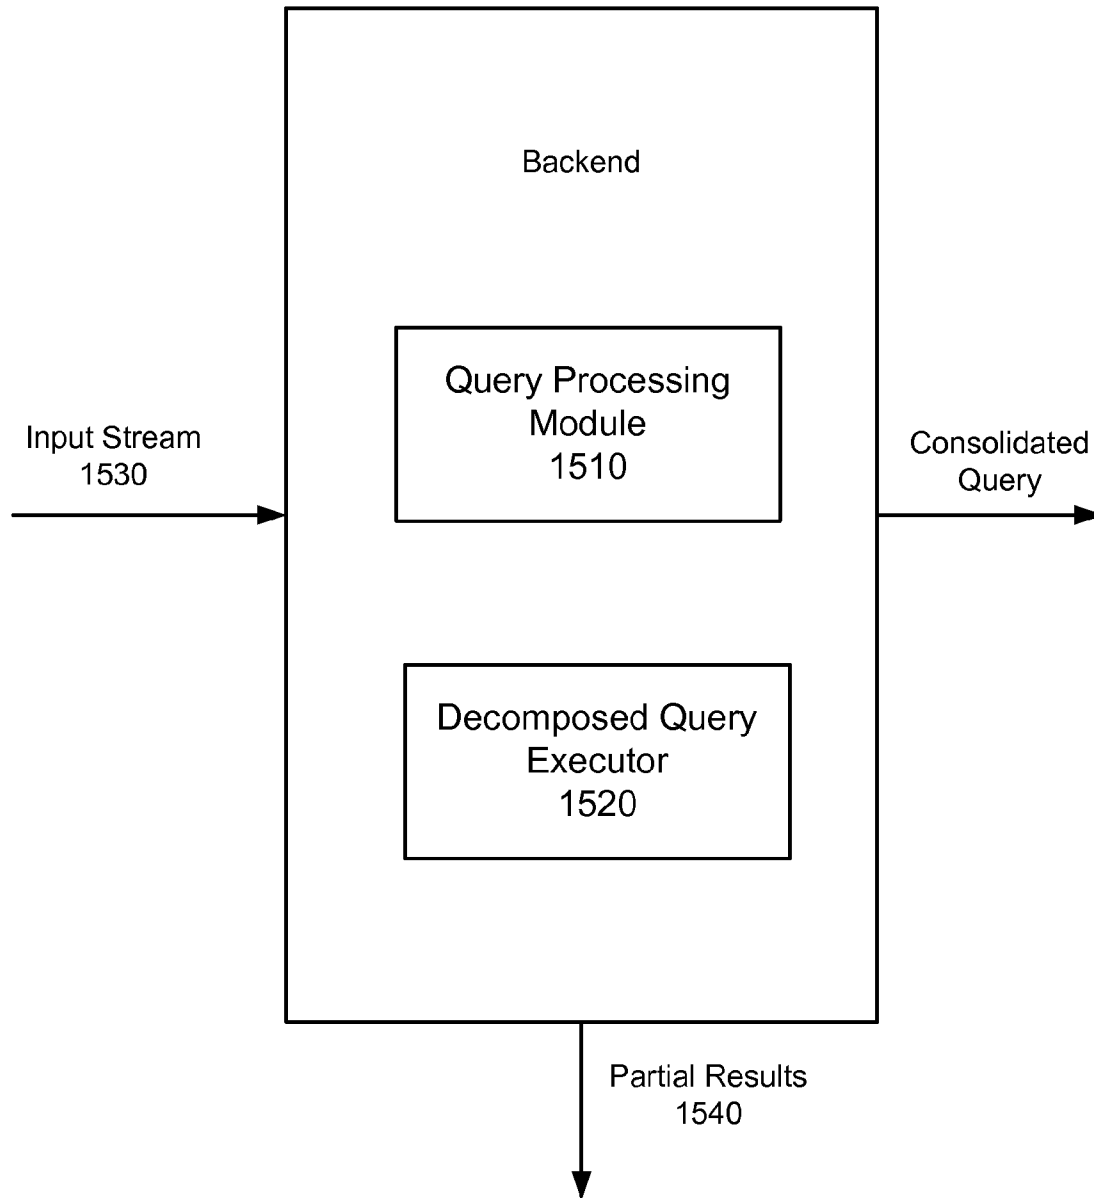 Backend
Query Processing
Module
1510
Input Stream
1530
Consolidated
Query
Decomposed Query
Executor
1520
Partial Results
1540